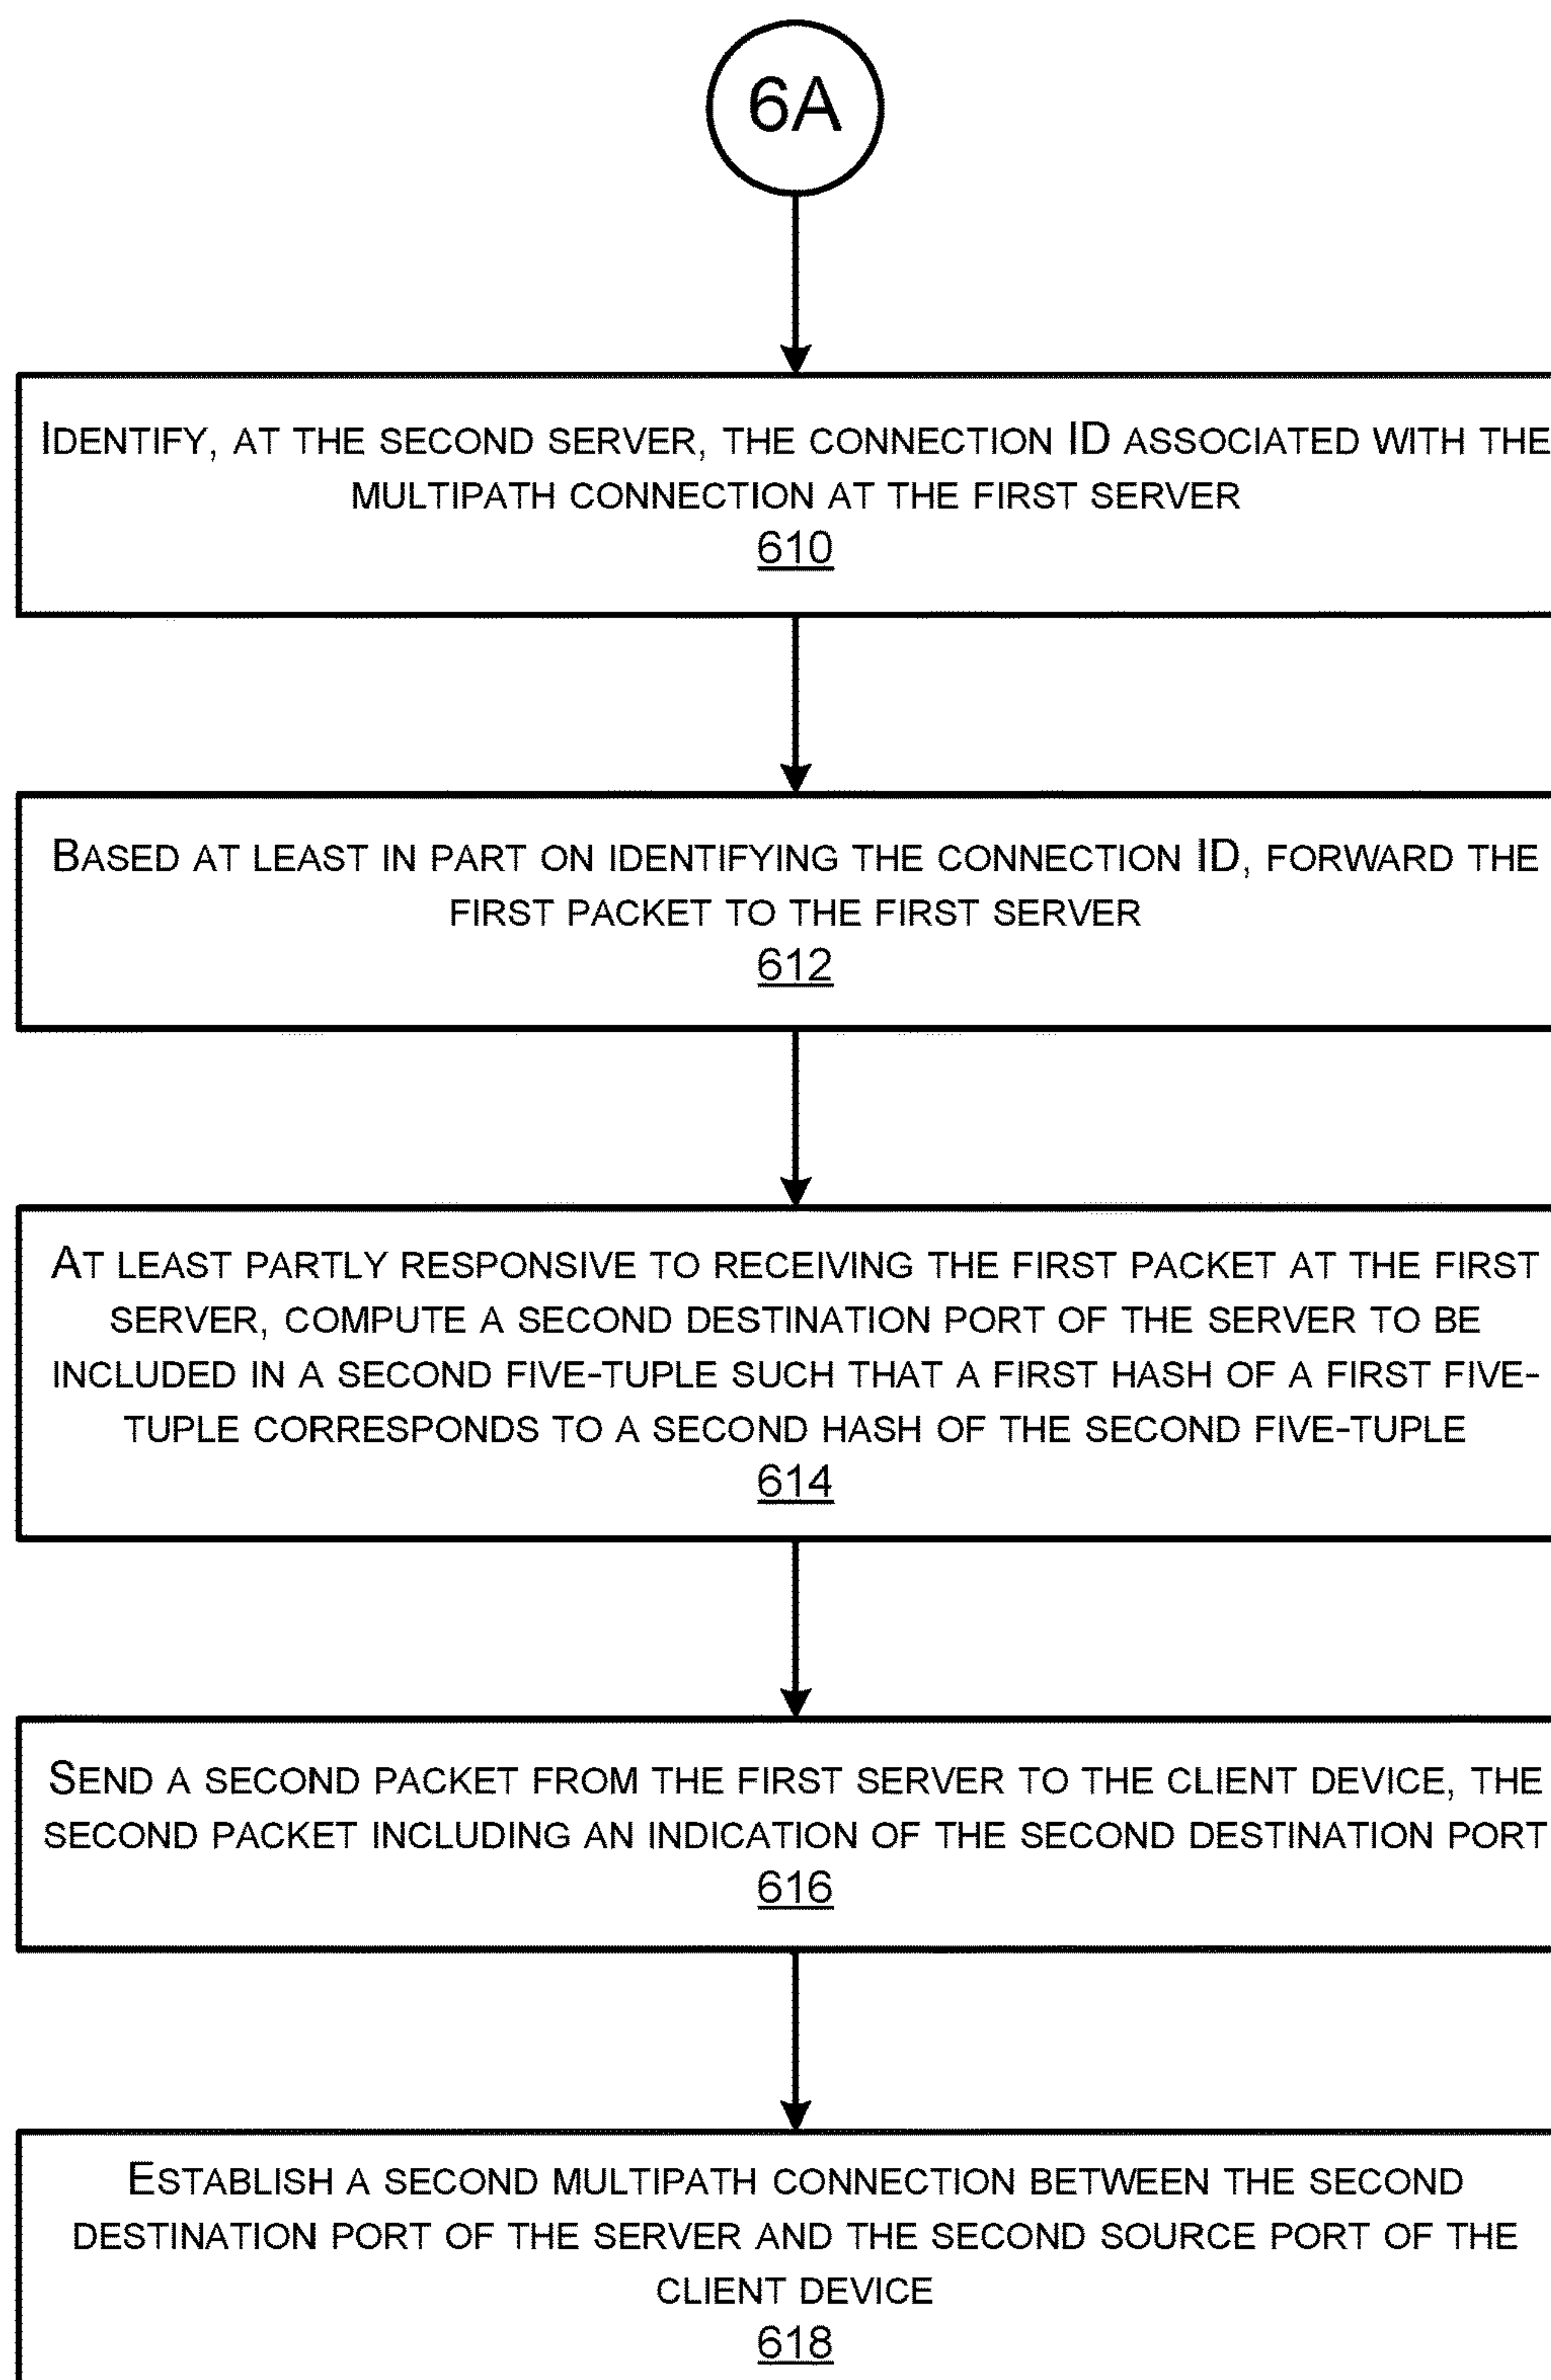 6A
IDENTIFY, AT THE SECOND SERVER, THE CONNECTION ID ASSOCIATED WITH THE
MULTIPATH CONNECTION AT THE FIRST SERVER
610
BASED AT LEAST IN PART ON IDENTIFYING THE CONNECTION ID, FORWARD THE
FIRST PACKET TO THE FIRST SERVER
612
AT LEAST PARTLY RESPONSIVE TO RECEIVING THE FIRST PACKET AT THE FIRST
SERVER, COMPUTE A SECOND DESTINATION PORT OF THE SERVER TO BE
INCLUDED IN A SECOND FIVE-TUPLE SUCH THAT A FIRST HASH OF A FIRST FIVE-
TUPLE CORRESPONDS TO A SECOND HASH OF THE SECOND FIVE-TUPLE
614
SEND A SECOND PACKET FROM THE FIRST SERVER TO THE CLIENT DEVICE, THE
SECOND PACKET INCLUDING AN INDICATION OF THE SECOND DESTINATION PORT
616
ESTABLISH A SECOND MULTIPATH CONNECTION BETWEEN THE SECOND
DESTINATION PORT OF THE SERVER AND THE SECOND SOURCE PORT OF THE
CLIENT DEVICE
618